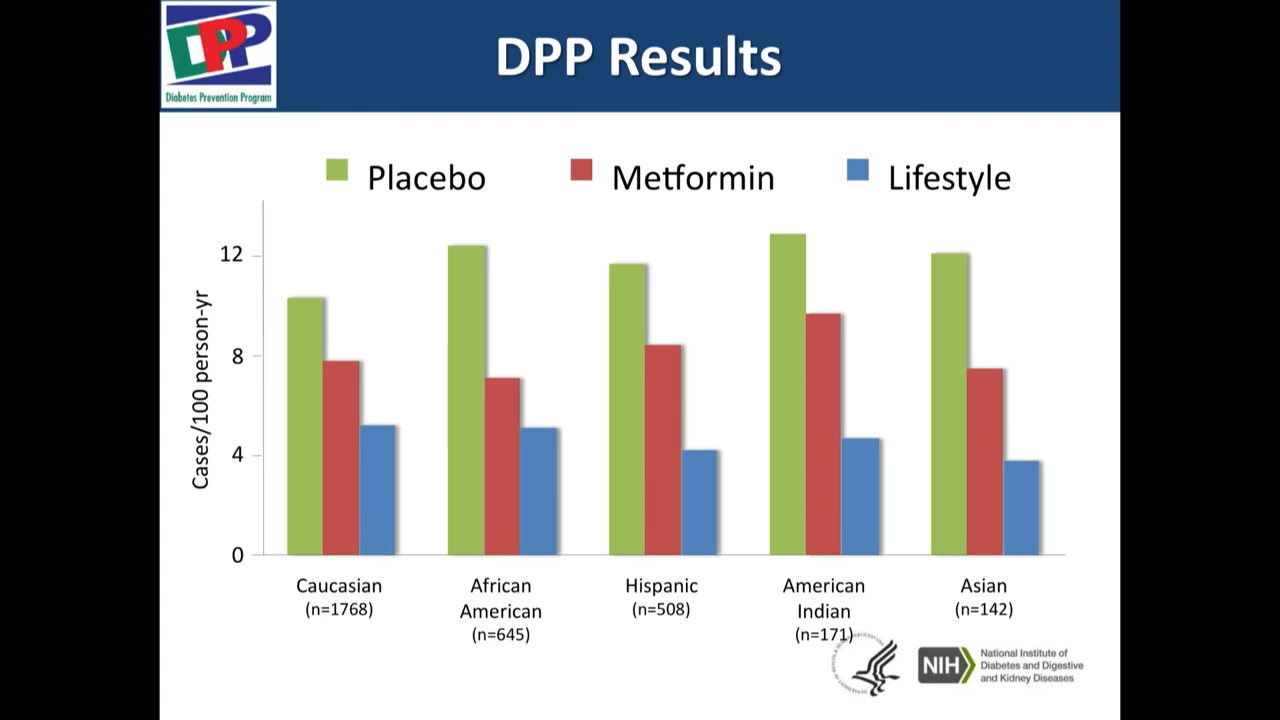 DPP
Diabetes Prevention Program
DPP Results
Placebo
Metformin
Lifestyle
Cases/100 person-yr
12
8
4
0
Caucasian
(n=1768)
African
American
(n=645)
Hispanic
(n=508)
American
Indian
(n=171)
Asian
(n=142)
NIH
National Institute of
Diabetes and Digestive
and Kidney Diseases